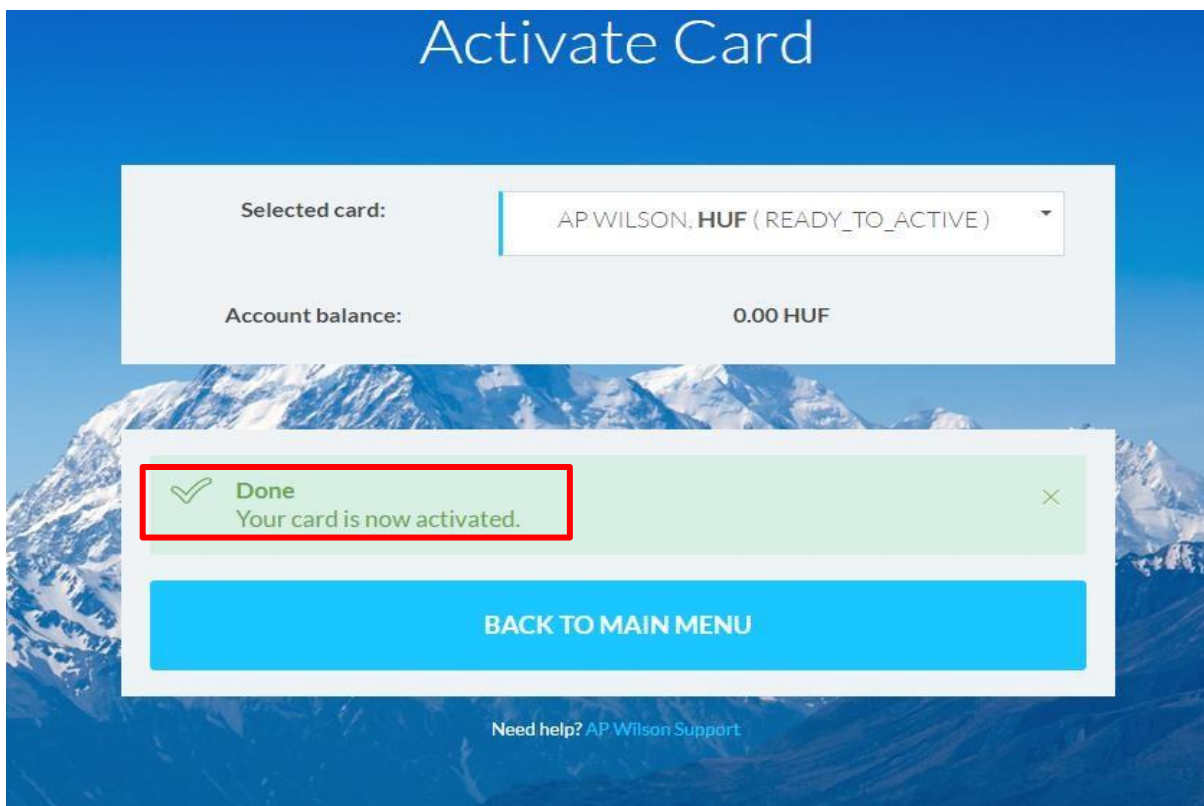 Activate Card
Selected card: AP WILSON, HUF ( READY_TO_ACTIVE )
Account balance: 0.00 HUF
Done
Your card is now activated.
BACK TO MAIN MENU
Need help? AP Wilson Support